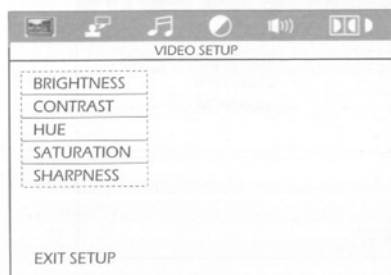 VIDEO SETUP
BRIGHTNESS
CONTRAST
HUE
SATURATION
SHARPNESS
EXIT SETUP